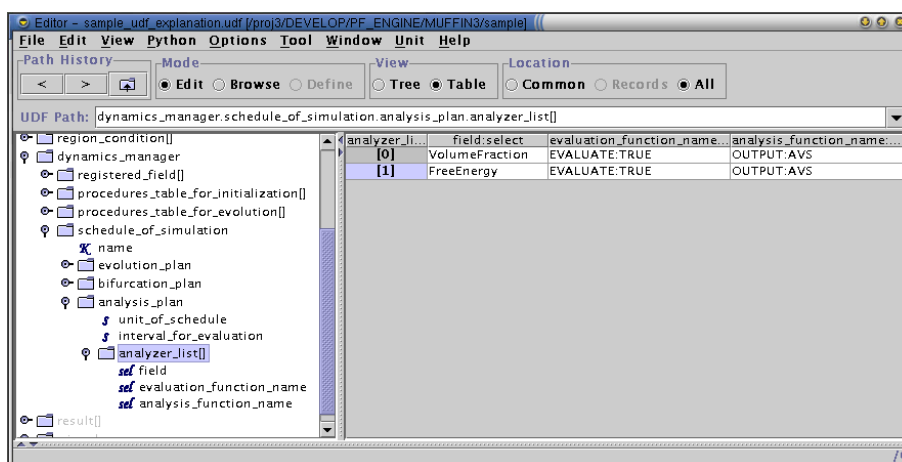 Editor – sample_udf_explanation.udf [/proj3/DEVELOP/PF_ENGINE/MUFFIN3/sample]
File Edit View Python Options Tool Window Unit Help
Path History Mode View Location
< > Edit Browse Define Tree Table Common Records All
UDF Path: dynamics_manager.schedule_of_simulation.analysis_plan.analyzer_list[]
region_condition[]
dynamics_manager
registered_field[]
procedures_table_for_initialization[]
procedures_table_for_evolution[]
schedule_of_simulation
K name
evolution_plan
bifurcation_plan
analysis_plan
s unit_of_schedule
s interval_for_evaluation
analyzer_list[]
sel field
sel evaluation_function_name
sel analysis_function_name
result[]
analyzer_li... field:select evaluation_function_name... analysis_function_name:...
[0] VolumeFraction EVALUATE:TRUE OUTPUT:AVS
[1] FreeEnergy EVALUATE:TRUE OUTPUT:AVS